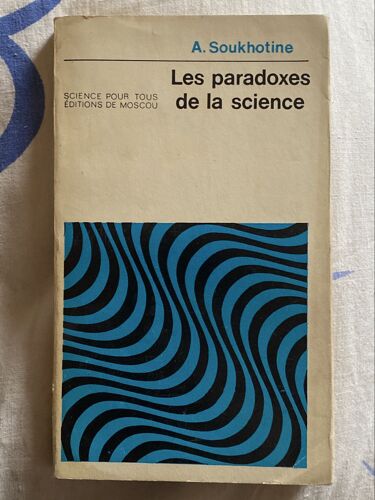 A. Soukhotine
Les paradoxes
de la science
SCIENCE POUR TOUS
ÉDITIONS DE MOSCOU